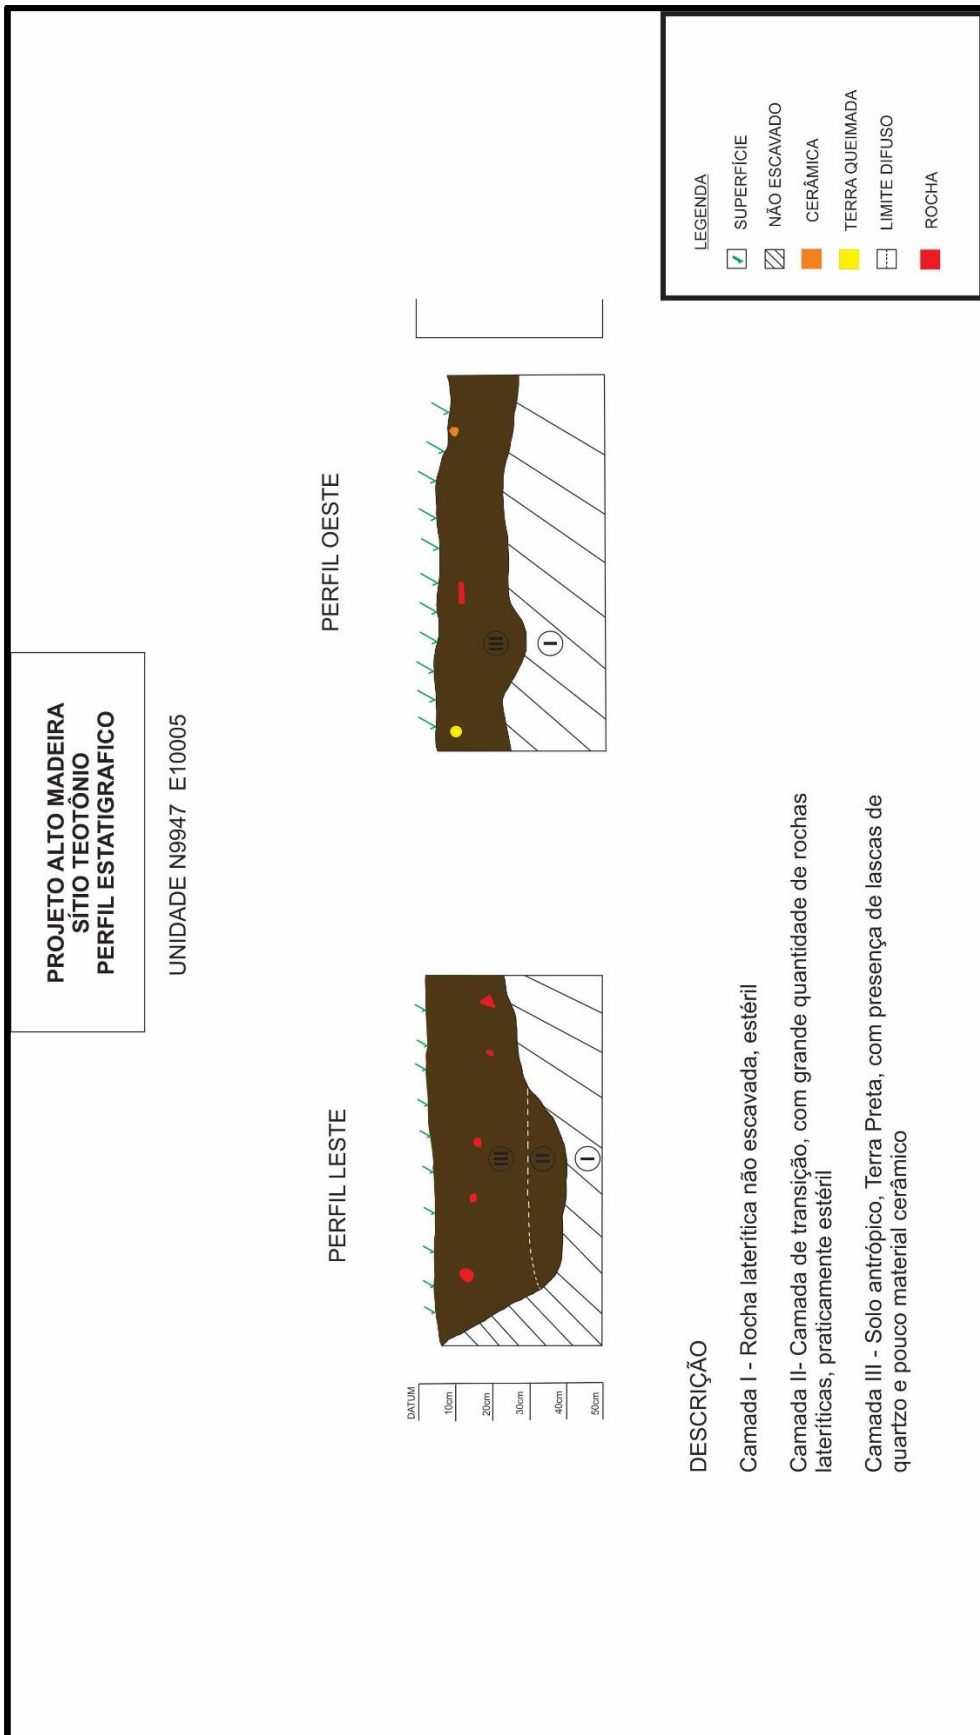 PROJETO ALTO MADEIRA
SÍTIO TEOTÔNIO
PERFIL ESTATIGRAFICO
UNIDADE N9947 E10005
PERFIL LESTE
PERFIL OESTE
DATUM
10cm
20cm
30cm
40cm
50cm
III
II
I
III
I
DESCRIÇÃO
Camada I - Rocha laterítica não escavada, estéril
Camada II- Camada de transição, com grande quantidade de rochas
lateríticas, praticamente estéril
Camada III - Solo antrópico, Terra Preta, com presença de lascas de
quartzo e pouco material cerâmico
LEGENDA
SUPERFÍCIE
NÃO ESCAVADO
CERÂMICA
TERRA QUEIMADA
LIMITE DIFUSO
ROCHA